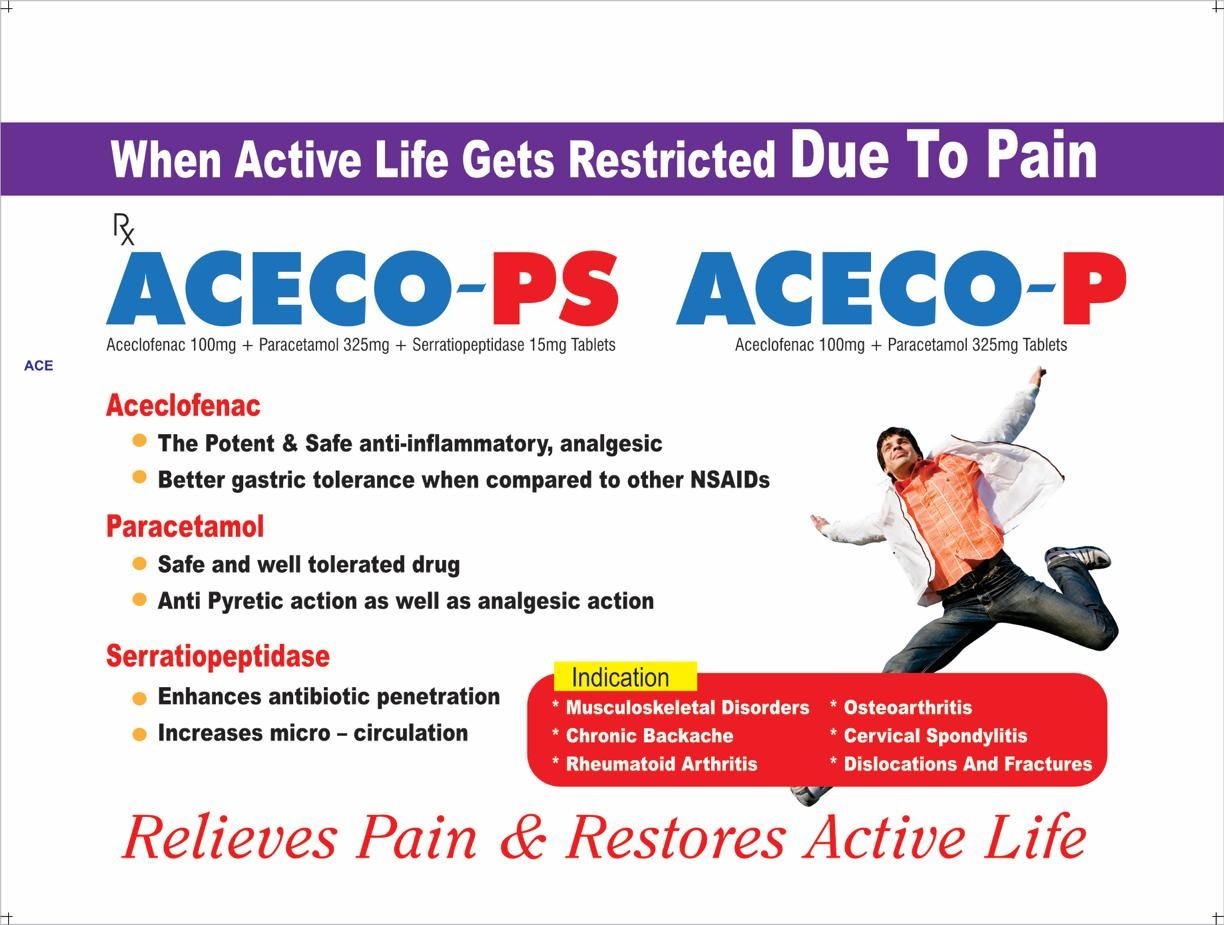 When Active Life Gets Restricted Due To Pain
Rx
ACECO-PS
ACECO-P
Aceclofenac 100mg + Paracetamol 325mg + Serratiopeptidase 15mg Tablets
Aceclofenac 100mg + Paracetamol 325mg Tablets
ACE
Aceclofenac
The Potent & Safe anti-inflammatory, analgesic
Better gastric tolerance when compared to other NSAIDs
Paracetamol
Safe and well tolerated drug
Anti Pyretic action as well as analgesic action
Serratiopeptidase
Enhances antibiotic penetration
Increases micro – circulation
Indication
* Musculoskeletal Disorders
* Chronic Backache
* Rheumatoid Arthritis
* Osteoarthritis
* Cervical Spondylitis
* Dislocations And Fractures
Relieves Pain & Restores Active Life